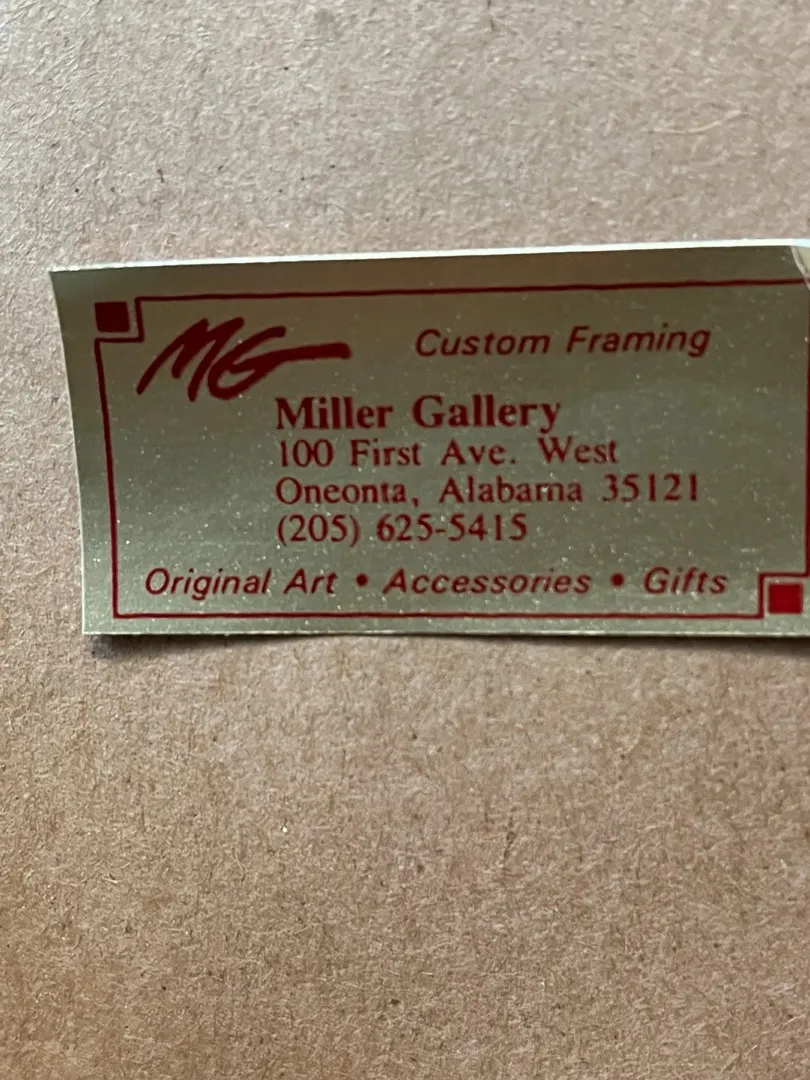 MG
Custom Framing
Miller Gallery
100 First Ave. West
Oneonta, Alabama 35121
(205) 625-5415
Original Art • Accessories • Gifts